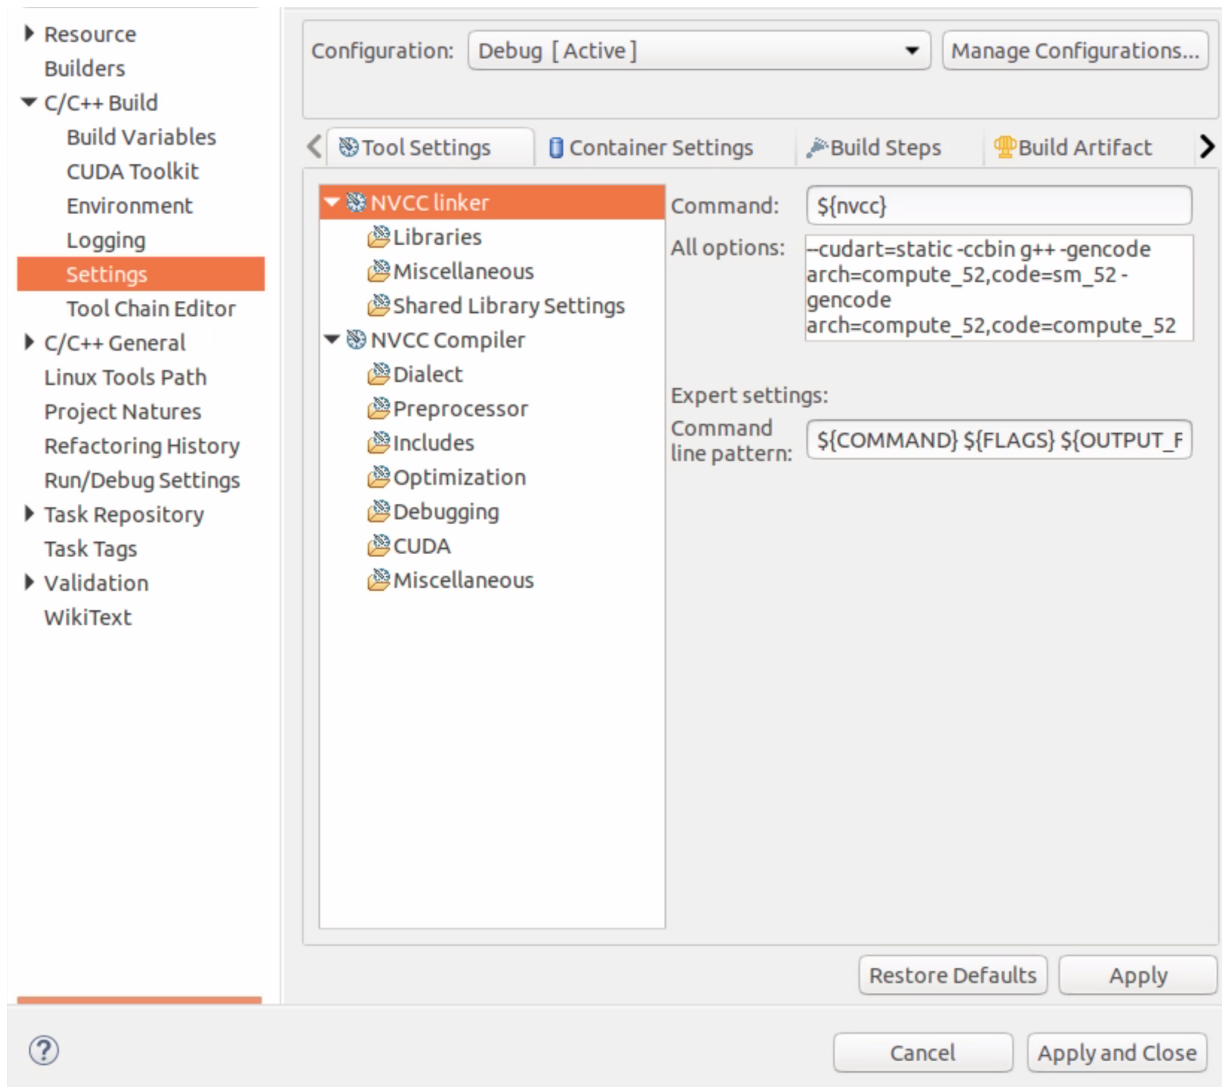 Resource
Builders
C/C++ Build
Build Variables
CUDA Toolkit
Environment
Logging
Settings
Tool Chain Editor
C/C++ General
Linux Tools Path
Project Natures
Refactoring History
Run/Debug Settings
Task Repository
Task Tags
Validation
WikiText
Configuration: Debug [ Active ] Manage Configurations...
Tool Settings Container Settings Build Steps Build Artifact
NVCC linker
Libraries
Miscellaneous
Shared Library Settings
NVCC Compiler
Dialect
Preprocessor
Includes
Optimization
Debugging
CUDA
Miscellaneous
Command: ${nvcc}
All options: --cudart=static -ccbin g++ -gencode
arch=compute_52,code=sm_52 -
gencode
arch=compute_52,code=compute_52
Expert settings:
Command
line pattern: ${COMMAND} ${FLAGS} ${OUTPUT_F
Restore Defaults Apply
? Cancel Apply and Close